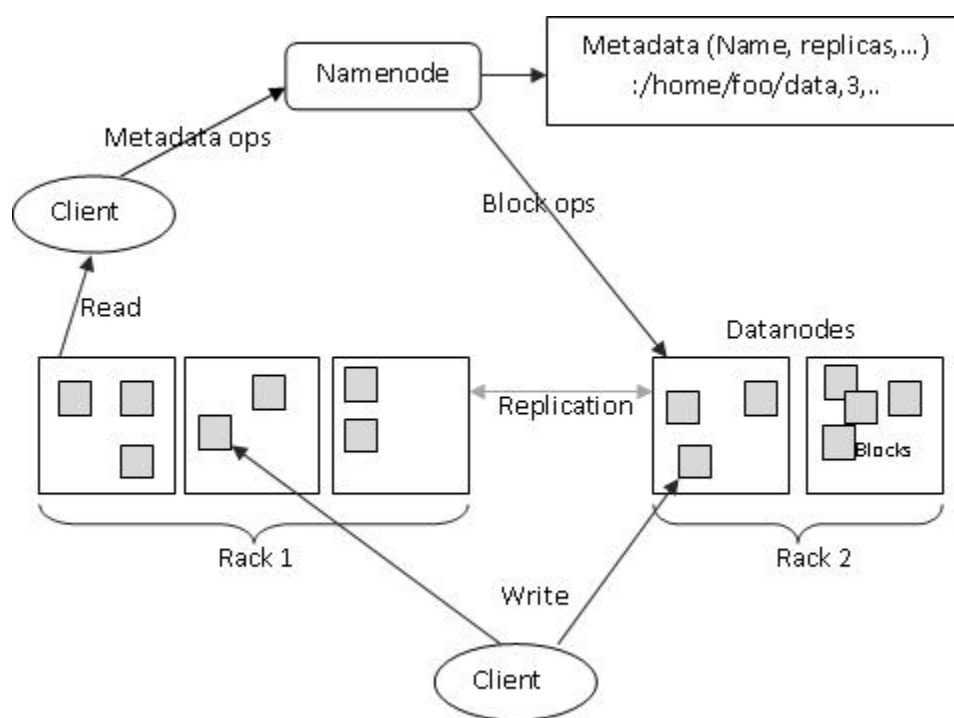 Namenode
Metadata (Name, replicas,...)
:/home/foo/data,3,..
Metadada ops
Client
Block ops
Read
Datanodes
Replication
Blocks
Rack 1
Rack 2
Write
Client